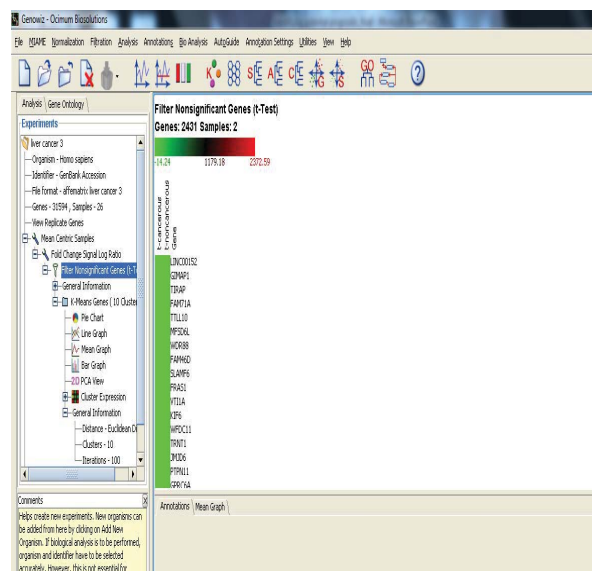 Genowiz - Ocimum Biosolutions
File MIAME Normalization Filtration Analysis Annotations Bio Analysis AutoGuide Annotation Settings Utilities View Help
Analysis Gene Ontology
Experiments
liver cancer 3
Organism - Homo sapiens
Identifier - GenBank Accession
File format - affematrix liver cancer 3
Genes - 31594 , Samples - 26
View Replicate Genes
Mean Centric Samples
Fold Change Signal Log Ratio
Filter Nonsignificant Genes (t-T
General Information
K-Means Genes ( 10 Cluster
Pie Chart
Line Graph
Mean Graph
Bar Graph
2D PCA View
Cluster Expression
General Information
Distance - Euclidean Di
Clusters - 10
Iterations - 100
Comments X
Helps create new experiments. New organisms can
be added from here by clicking on Add New
Organism. If biological analysis is to be performed,
organism and identifier have to be selected
accurately. However, this is not essential for
Filter Nonsignificant Genes (t-Test)
Genes: 2431 Samples: 2
-14.24 1179.18 2372.59
t-cancerous
t-noncancerous
Gene
LINC00152
GIMAP1
TIRAP
FAM71A
TTLL10
MFSD6L
WDR88
FAM46D
SLAMF6
FRAS1
VTI1A
KIF6
WFDC11
TRNT1
JMJD6
PTPN11
GPRC6A
Annotations Mean Graph